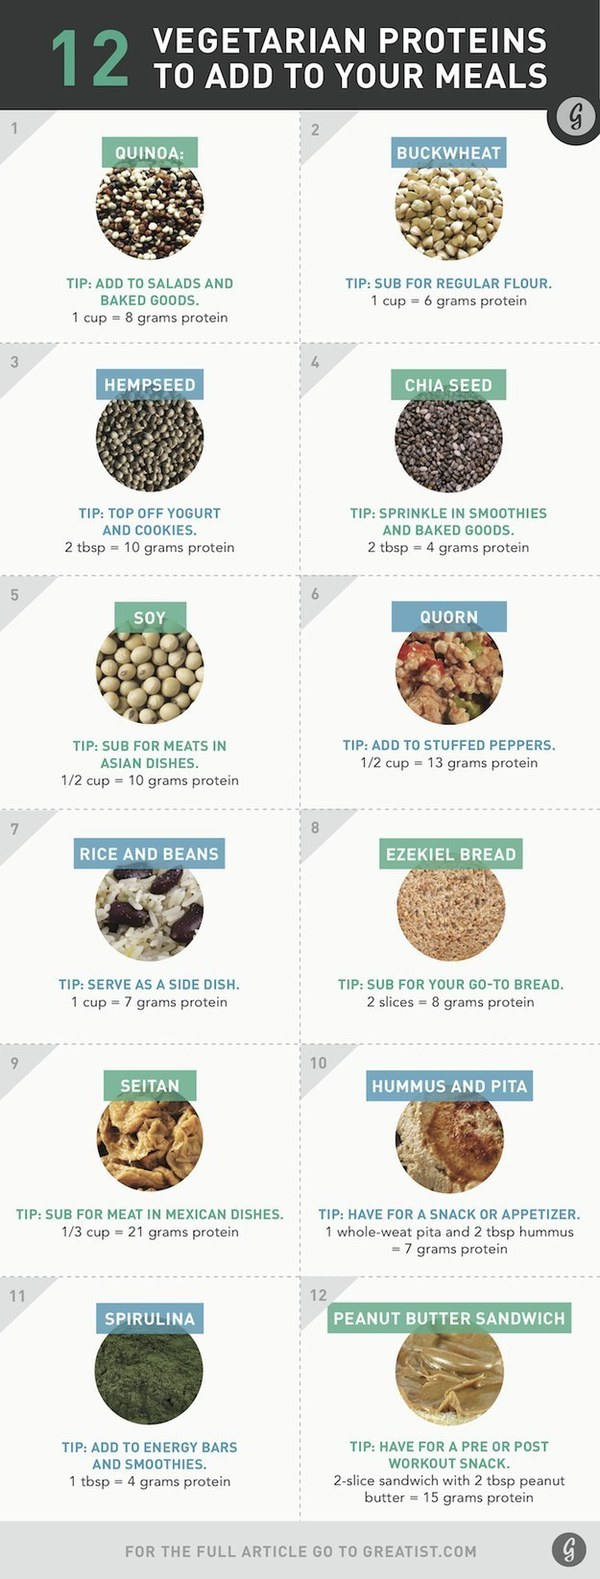 12 VEGETARIAN PROTEINS
TO ADD TO YOUR MEALS
G
1
QUINOA:
TIP: ADD TO SALADS AND
BAKED GOODS.
1 cup = 8 grams protein
2
BUCKWHEAT
TIP: SUB FOR REGULAR FLOUR.
1 cup = 6 grams protein
3
HEMPSEED
TIP: TOP OFF YOGURT
AND COOKIES.
2 tbsp = 10 grams protein
4
CHIA SEED
TIP: SPRINKLE IN SMOOTHIES
AND BAKED GOODS.
2 tbsp = 4 grams protein
5
SOY
TIP: SUB FOR MEATS IN
ASIAN DISHES.
1/2 cup = 10 grams protein
6
QUORN
TIP: ADD TO STUFFED PEPPERS.
1/2 cup = 13 grams protein
7
RICE AND BEANS
TIP: SERVE AS A SIDE DISH.
1 cup = 7 grams protein
8
EZEKIEL BREAD
TIP: SUB FOR YOUR GO-TO BREAD.
2 slices = 8 grams protein
9
SEITAN
TIP: SUB FOR MEAT IN MEXICAN DISHES.
1/3 cup = 21 grams protein
10
HUMMUS AND PITA
TIP: HAVE FOR A SNACK OR APPETIZER.
1 whole-weat pita and 2 tbsp hummus
= 7 grams protein
11
SPIRULINA
TIP: ADD TO ENERGY BARS
AND SMOOTHIES.
1 tbsp = 4 grams protein
12
PEANUT BUTTER SANDWICH
TIP: HAVE FOR A PRE OR POST
WORKOUT SNACK.
2-slice sandwich with 2 tbsp peanut
butter = 15 grams protein
FOR THE FULL ARTICLE GO TO GREATIST.COM
G